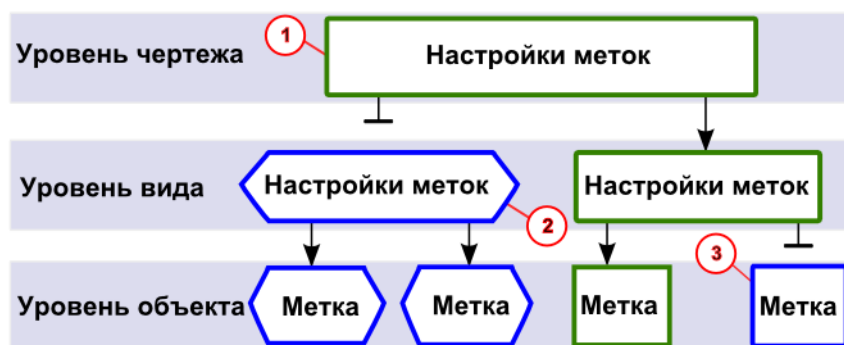 1
Уровень чертежа
Настройки меток
Уровень вида
Настройки меток
Настройки меток
2
3
Уровень объекта
Метка
Метка
Метка
Метка